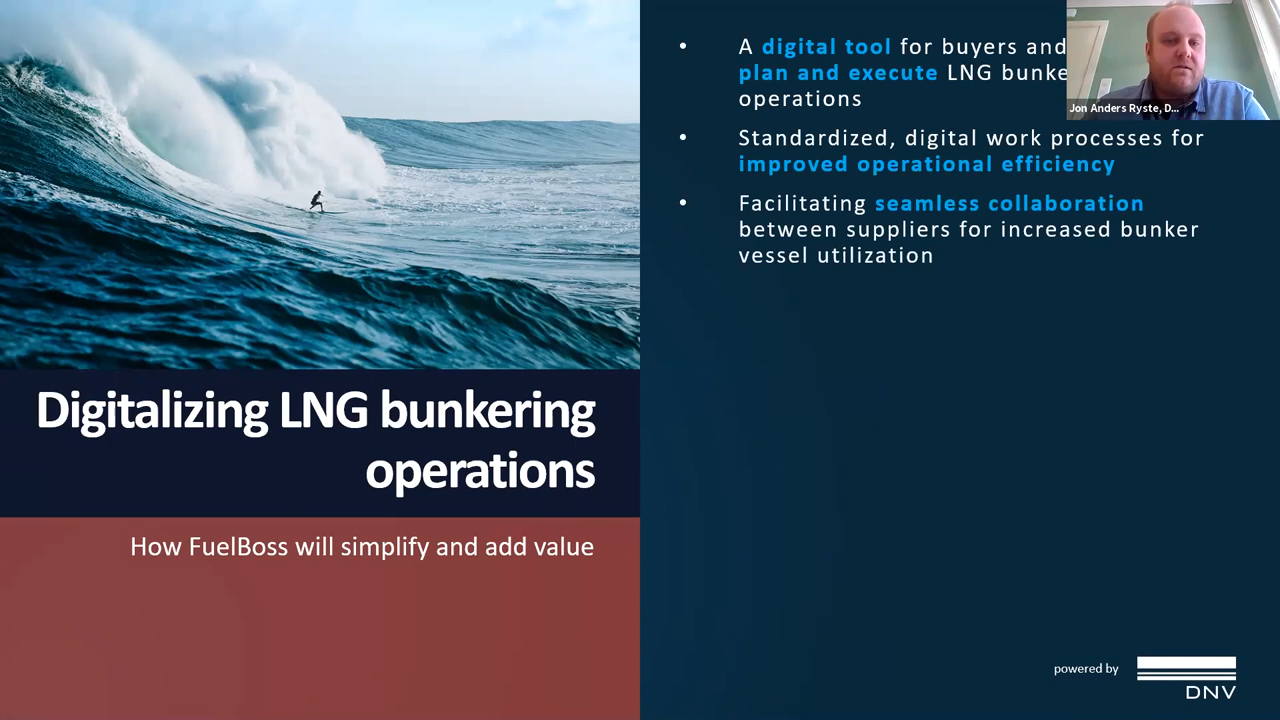 Digitalizing LNG bunkering
operations
How FuelBoss will simplify and add value
• A digital tool for buyers and
plan and execute LNG bunke
operations
• Standardized, digital work processes for
improved operational efficiency
• Facilitating seamless collaboration
between suppliers for increased bunker
vessel utilization
Jon Anders Ryste, D...
powered by
DNV